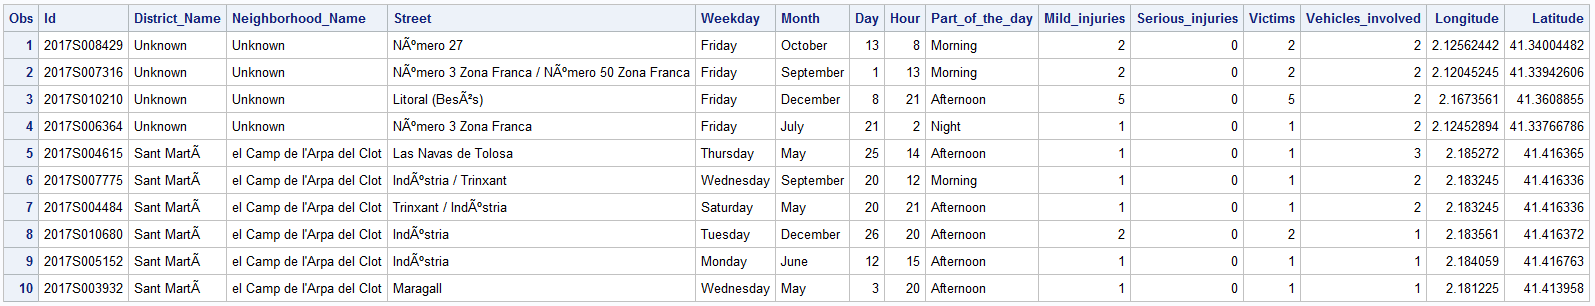 Obs Id District_Name Neighborhood_Name Street Weekday Month Day Hour Part_of_the_day Mild_injuries Serious_injuries Victims Vehicles_involved Longitude Latitude
1 2017S008429 Unknown Unknown NÃºmero 27 Friday October 13 8 Morning 2 0 2 2 2.12562442 41.34004482
2 2017S007316 Unknown Unknown NÃºmero 3 Zona Franca / NÃºmero 50 Zona Franca Friday September 1 13 Morning 2 0 2 2 2.12045245 41.33942606
3 2017S010210 Unknown Unknown Litoral (BesÃ²s) Friday December 8 21 Afternoon 5 0 5 2 2.1673561 41.3608855
4 2017S006364 Unknown Unknown NÃºmero 3 Zona Franca Friday July 21 2 Night 1 0 1 2 2.12452894 41.33766786
5 2017S004615 Sant MartÃ el Camp de l'Arpa del Clot Las Navas de Tolosa Thursday May 25 14 Afternoon 1 0 1 3 2.185272 41.416365
6 2017S007775 Sant MartÃ el Camp de l'Arpa del Clot IndÃºstria / Trinxant Wednesday September 20 12 Morning 1 0 1 2 2.183245 41.416336
7 2017S004484 Sant MartÃ el Camp de l'Arpa del Clot Trinxant / IndÃºstria Saturday May 20 21 Afternoon 1 0 1 2 2.183245 41.416336
8 2017S010680 Sant MartÃ el Camp de l'Arpa del Clot IndÃºstria Tuesday December 26 20 Afternoon 2 0 2 1 2.183561 41.416372
9 2017S005152 Sant MartÃ el Camp de l'Arpa del Clot IndÃºstria Monday June 12 15 Afternoon 1 0 1 1 2.184059 41.416763
10 2017S003932 Sant MartÃ el Camp de l'Arpa del Clot Maragall Wednesday May 3 20 Afternoon 1 0 1 1 2.181225 41.413958